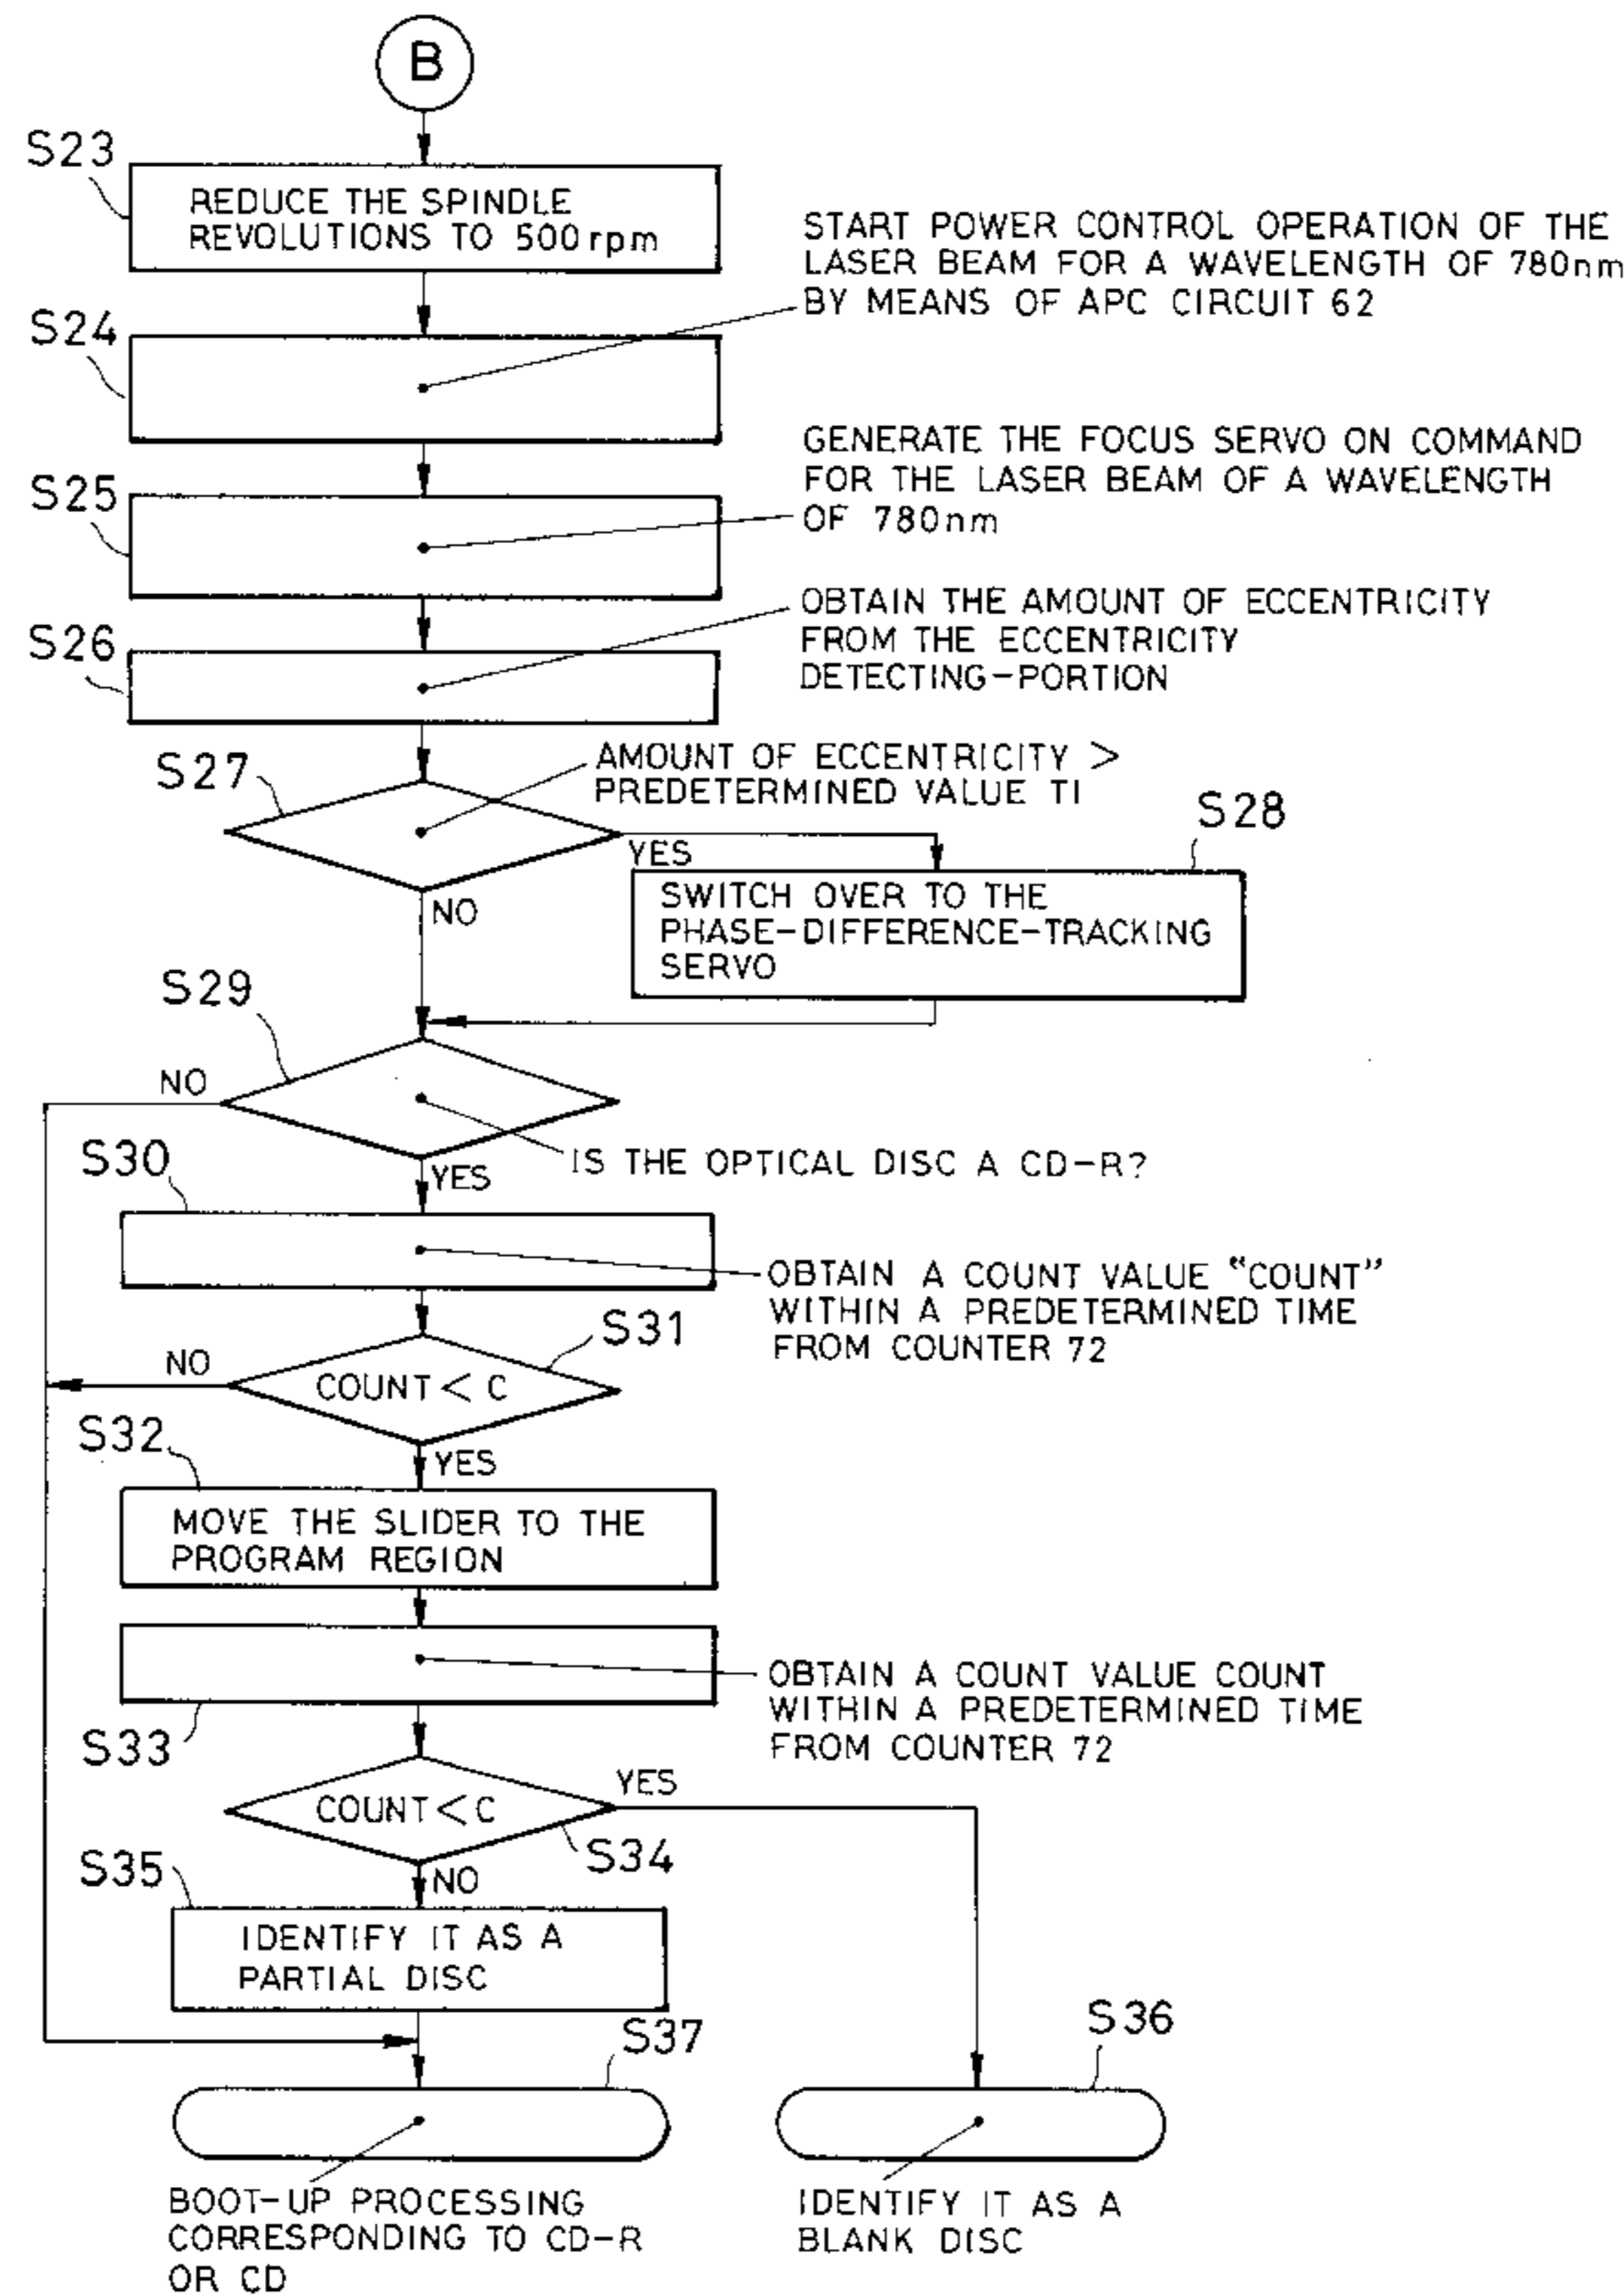 B
S23
REDUCE THE SPINDLE
REVOLUTIONS TO 500rpm
START POWER CONTROL OPERATION OF THE
LASER BEAM FOR A WAVELENGTH OF 780nm
BY MEANS OF APC CIRCUIT 62
S24
GENERATE THE FOCUS SERVO ON COMMAND
FOR THE LASER BEAM OF A WAVELENGTH
OF 780nm
S25
OBTAIN THE AMOUNT OF ECCENTRICITY
FROM THE ECCENTRICITY
DETECTING-PORTION
S26
S27
AMOUNT OF ECCENTRICITY >
PREDETERMINED VALUE T1
S28
YES
NO
SWITCH OVER TO THE
PHASE-DIFFERENCE-TRACKING
SERVO
S29
NO
IS THE OPTICAL DISC A CD-R?
YES
S30
OBTAIN A COUNT VALUE "COUNT"
WITHIN A PREDETERMINED TIME
FROM COUNTER 72
S31
NO
COUNT < C
S32
YES
MOVE THE SLIDER TO THE
PROGRAM REGION
OBTAIN A COUNT VALUE COUNT
WITHIN A PREDETERMINED TIME
FROM COUNTER 72
S33
YES
COUNT < C
S34
S35
NO
IDENTIFY IT AS A
PARTIAL DISC
S37
S36
BOOT-UP PROCESSING
CORRESPONDING TO CD-R
OR CD
IDENTIFY IT AS A
BLANK DISC